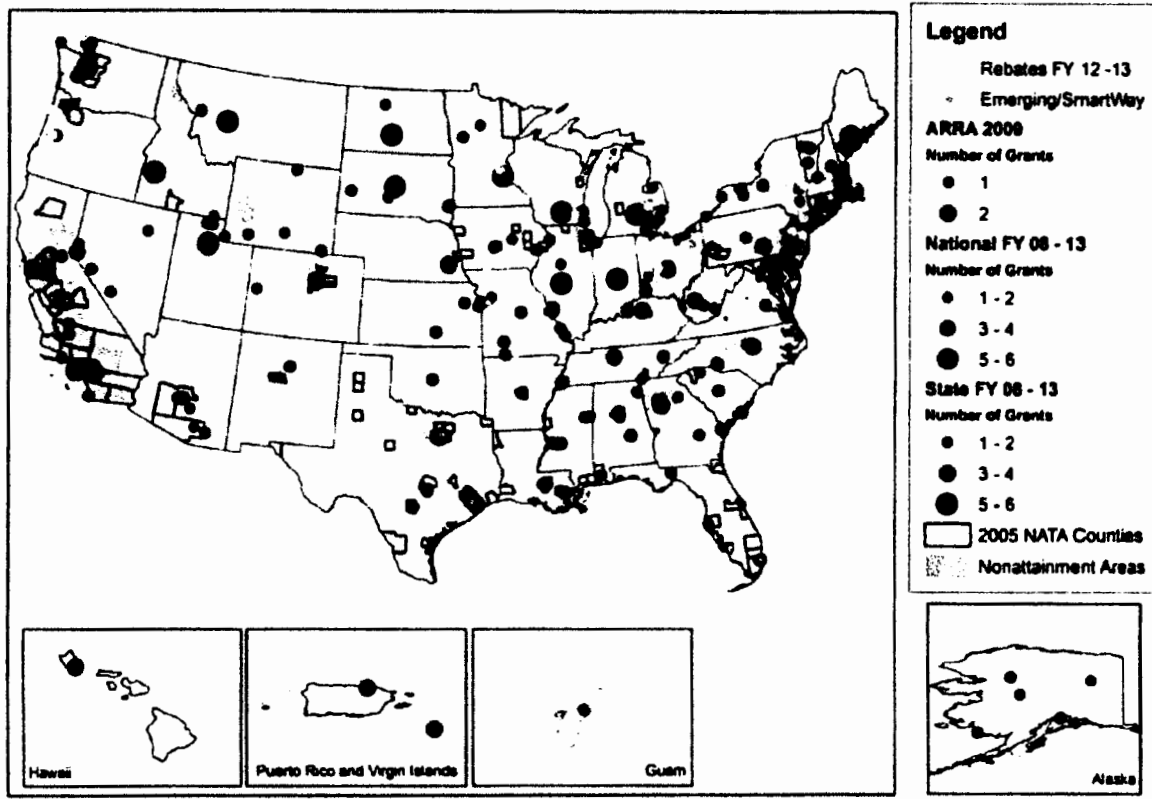 Legend
Rebates FY 12 -13
Emerging/SmartWay
ARRA 2009
Number of Grants
1
2
National FY 08 - 13
Number of Grants
1 - 2
3 - 4
5 - 6
State FY 08 - 13
Number of Grants
1 - 2
3 - 4
5 - 6
2005 NATA Counties
Nonattainment Areas
Hawaii
Puerto Rico and Virgin Islands
Guam
Alaska